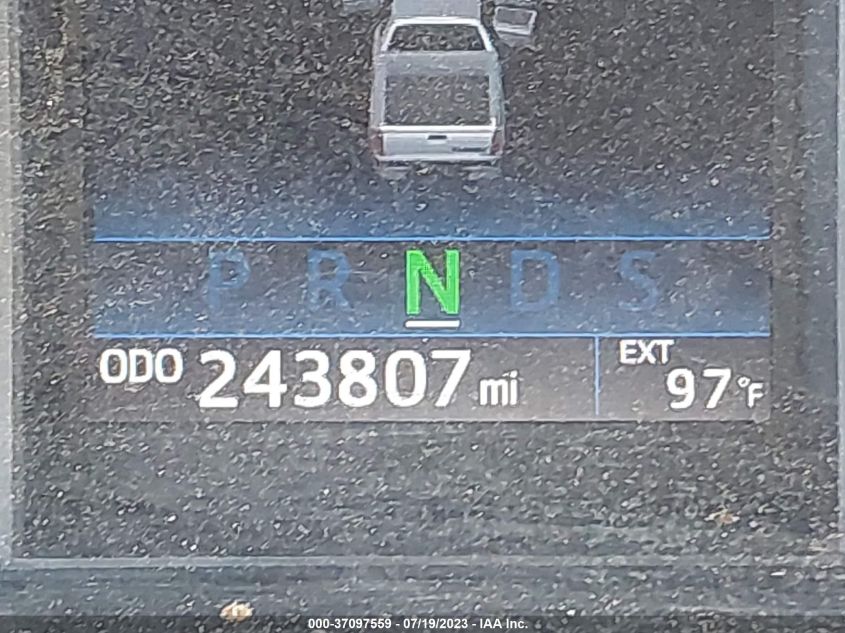 P R N D S
ODO 243807 mi
EXT
97 °F
000-37097559 - 07/19/2023 - IAA Inc.